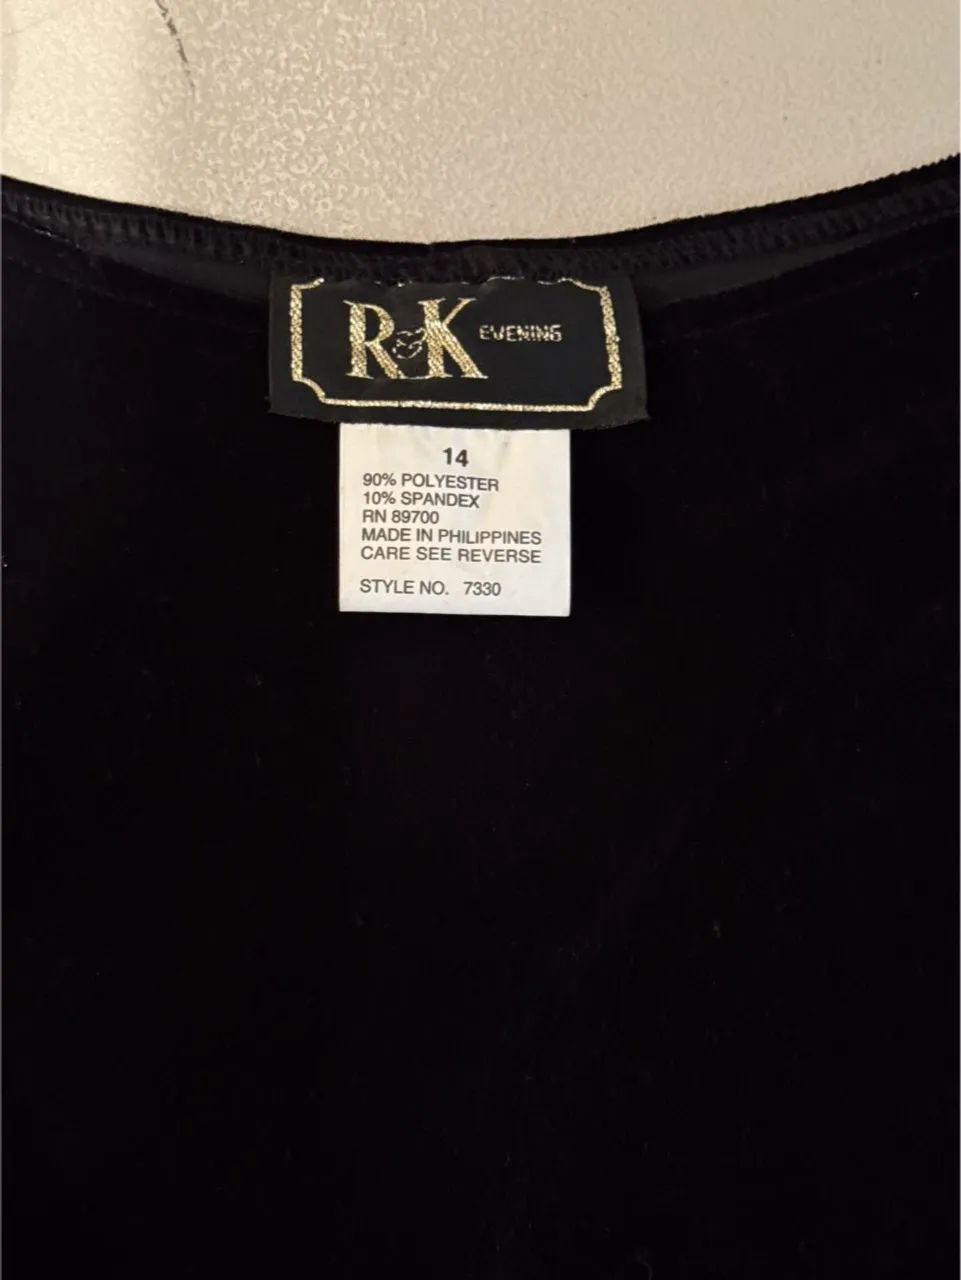 R&K EVENING
14
90% POLYESTER
10% SPANDEX
RN 89700
MADE IN PHILIPPINES
CARE SEE REVERSE
STYLE NO. 7330